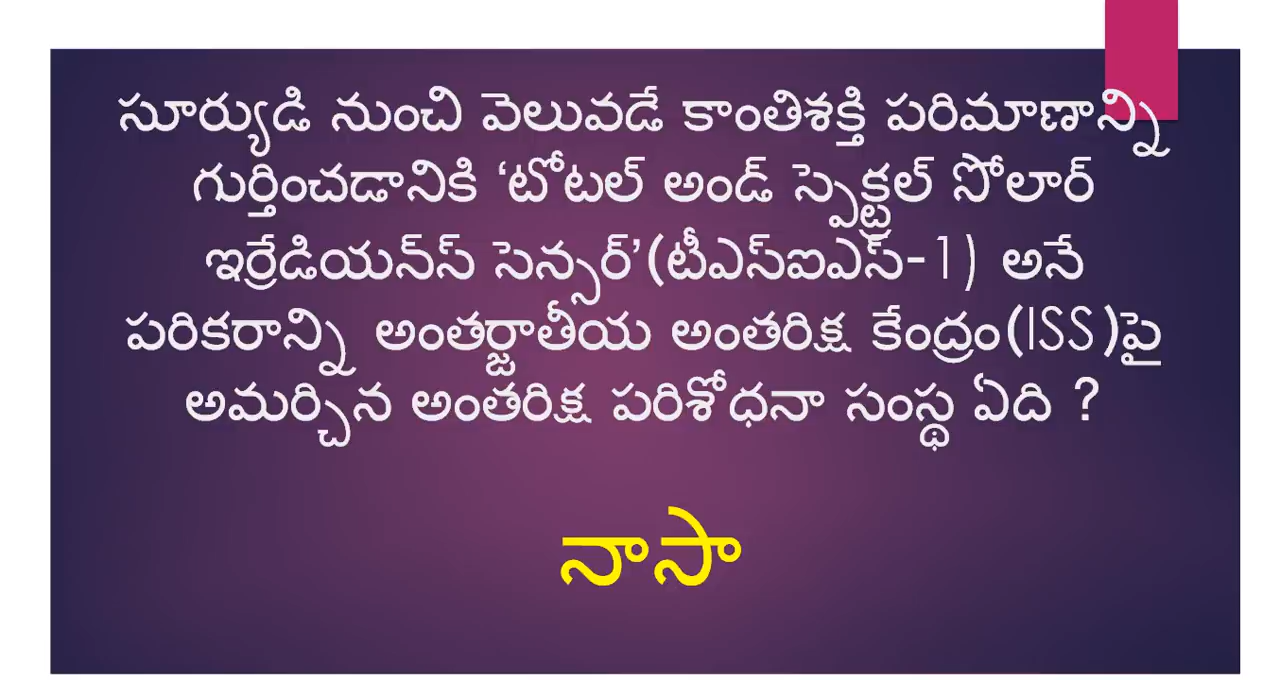 సూర్యుడి నుంచి వెలువడే కాంతిశక్తి పరిమాణాన్ని
గుర్తించడానికి ‘టోటల్ అండ్ స్పెక్ట్రల్ సోలార్
ఇర్రేడియన్స్ సెన్సర్’(టీఎస్ఐఎస్-1) అనే
పరికరాన్ని అంతర్జాతీయ అంతరిక్ష కేంద్రం(ISS)పై
అమర్చిన అంతరిక్ష పరిశోధనా సంస్థ ఏది ?
నాసా